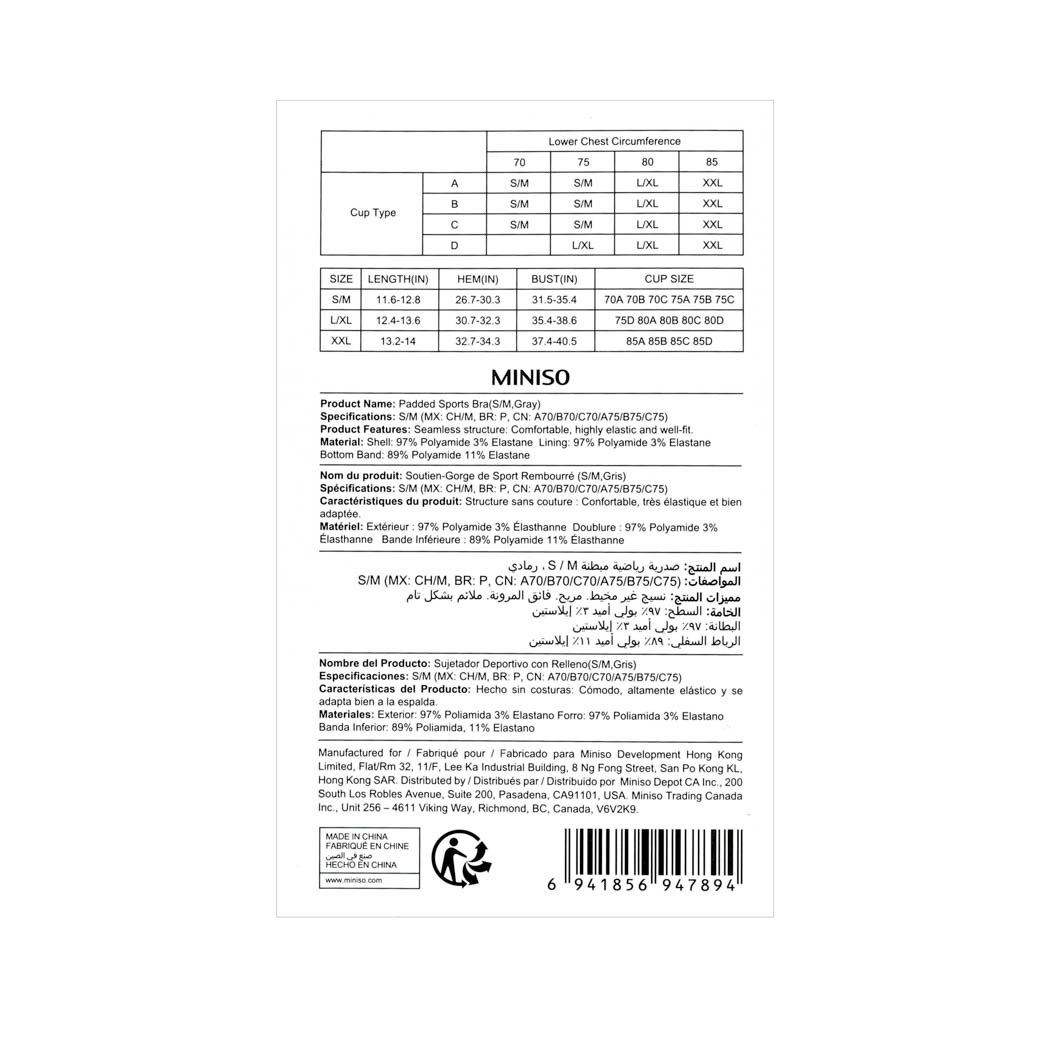 Lower Chest Circumference
70 75 80 85
Cup Type
A S/M S/M L/XL XXL
B S/M S/M L/XL XXL
C S/M S/M L/XL XXL
D L/XL L/XL XXL
SIZE LENGTH(IN) HEM(IN) BUST(IN) CUP SIZE
S/M 11.6-12.8 26.7-30.3 31.5-35.4 70A 70B 70C 75A 75B 75C
L/XL 12.4-13.6 30.7-32.3 35.4-38.6 75D 80A 80B 80C 80D
XXL 13.2-14 32.7-34.3 37.4-40.5 85A 85B 85C 85D
MINISO
Product Name: Padded Sports Bra(S/M,Gray)
Specifications: S/M (MX: CH/M, BR: P, CN: A70/B70/C70/A75/B75/C75)
Product Features: Seamless structure: Comfortable, highly elastic and well-fit.
Material: Shell: 97% Polyamide 3% Elastane Lining: 97% Polyamide 3% Elastane
Bottom Band: 89% Polyamide 11% Elastane
Nom du produit: Soutien-Gorge de Sport Rembourré (S/M,Gris)
Spécifications: S/M (MX: CH/M, BR: P, CN: A70/B70/C70/A75/B75/C75)
Caractéristiques du produit: Structure sans couture : Confortable, très élastique et bien
adaptée.
Matériel: Extérieur : 97% Polyamide 3% Élasthanne Doublure : 97% Polyamide 3%
Élasthanne Bande Inférieure : 89% Polyamide 11% Élasthanne
اسم المنتج: صدرية رياضية مبطنة S / M ، رمادي
المواصفات: S/M (MX: CH/M, BR: P, CN: A70/B70/C70/A75/B75/C75)
مميزات المنتج: نسيج غير مخيط. مريح. فائق المرونة. ملائم بشكل تام
الخامة: السطح: ٩٧٪ بولي أميد ٣٪ إيلاستين
البطانة: ٩٧٪ بولي أميد ٣٪ إيلاستين
الرباط السفلي: ٨٩٪ بولي أميد ١١٪ إيلاستين
Nombre del Producto: Sujetador Deportivo con Relleno(S/M,Gris)
Especificaciones: S/M (MX: CH/M, BR: P, CN: A70/B70/C70/A75/B75/C75)
Características del Producto: Hecho sin costuras: Cómodo, altamente elástico y se
adapta bien a la espalda.
Materiales: Exterior: 97% Poliamida 3% Elastano Forro: 97% Poliamida 3% Elastano
Banda Inferior: 89% Poliamida, 11% Elastano
Manufactured for / Fabriqué pour / Fabricado para Miniso Development Hong Kong
Limited, Flat/Rm 32, 11/F, Lee Ka Industrial Building, 8 Ng Fong Street, San Po Kong KL,
Hong Kong SAR. Distributed by / Distribués par / Distribuido por Miniso Depot CA Inc., 200
South Los Robles Avenue, Suite 200, Pasadena, CA91101, USA. Miniso Trading Canada
Inc., Unit 256 – 4611 Viking Way, Richmond, BC, Canada, V6V2K9.
MADE IN CHINA
FABRIQUÉ EN CHINE
صنع في الصين
HECHO EN CHINA
www.miniso.com
6 941856 947894